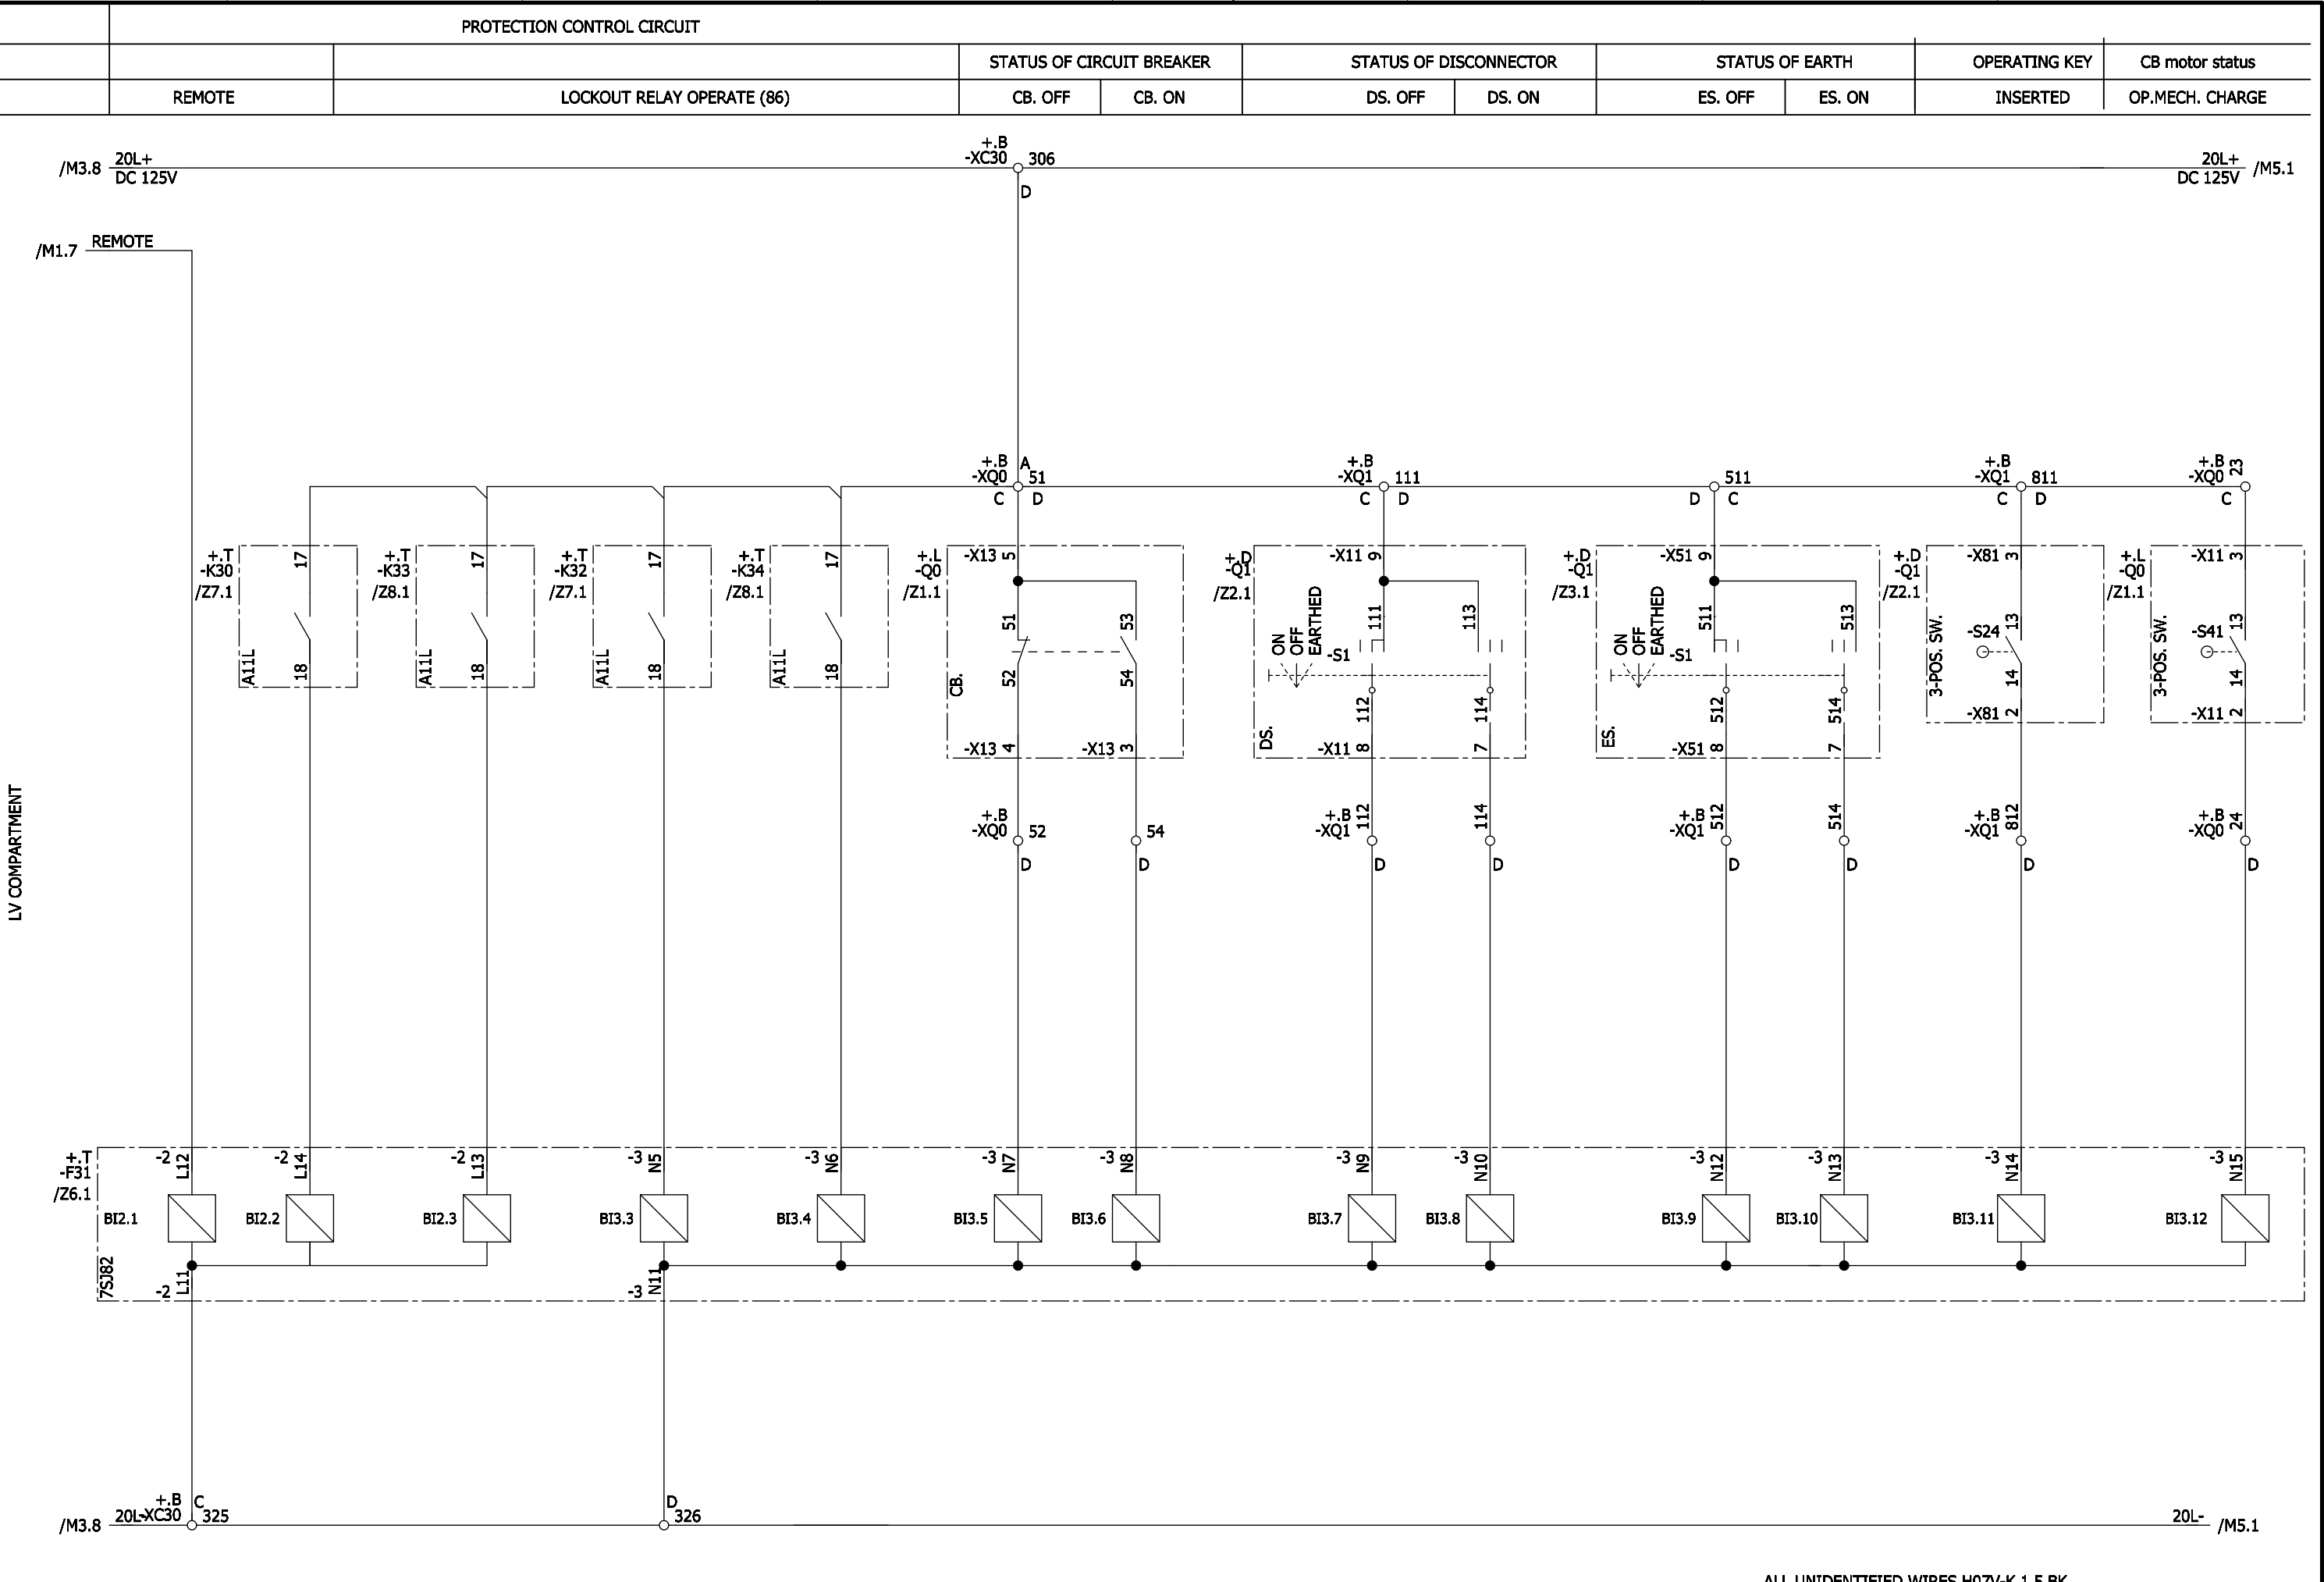 PROTECTION CONTROL CIRCUIT
STATUS OF CIRCUIT BREAKER STATUS OF DISCONNECTOR STATUS OF EARTH OPERATING KEY CB motor status
REMOTE LOCKOUT RELAY OPERATE (86) CB. OFF CB. ON DS. OFF DS. ON ES. OFF ES. ON INSERTED OP.MECH. CHARGE
+.B
/M3.8 20L+ -XC30 306 20L+ /M5.1
DC 125V D DC 125V
/M1.7 REMOTE
+.B A +.B +.B +.B 23
-XQ0 51 -XQ1 111 511 -XQ1 811 -XQ0
C D C D D C C D C
+.T 17 +.T 17 +.T 17 +.T 17 +.L -X13 5 +.D -X11 9 +.D -X51 9 +.D -X81 3 +.L -X11 3
-K30 -K33 -K32 -K34 -Q0 -Q1 -Q1 -Q1 -Q0
/Z7.1 /Z8.1 /Z7.1 /Z8.1 /Z1.1 /Z2.1 /Z3.1 /Z2.1 /Z1.1
51 53 ON OFF EARTHED 111 113 ON OFF EARTHED 511 513 13 13
-S1 -S1 -S24 -S41
A11L 18 A11L 18 A11L 18 A11L 18 CB. 52 54 3-POS. SW. 14 3-POS. SW. 14
112 114 512 514 -X81 2 -X11 2
DS. ES.
-X13 4 -X13 3 -X11 8 7 -X51 8 7
LV COMPARTMENT
+.B +.B 112 114 +.B 512 514 +.B 812 +.B 24
-XQ0 52 54 -XQ1 -XQ1 -XQ1 -XQ0
D D D D D D D D
+.T -2 L12 -2 L14 -2 L13 -3 N5 -3 N6 -3 N7 -3 N8 -3 N9 -3 N10 -3 N12 -3 N13 -3 N14 -3 N15
-F31
/Z6.1
BI2.1 BI2.2 BI2.3 BI3.3 BI3.4 BI3.5 BI3.6 BI3.7 BI3.8 BI3.9 BI3.10 BI3.11 BI3.12
7SJ82 -2 L11 -3 N11
+.B C D
/M3.8 20L- -XC30 325 326 20L- /M5.1
ALL UNIDENTIFIED WIRES H07V-K 1.5 BK